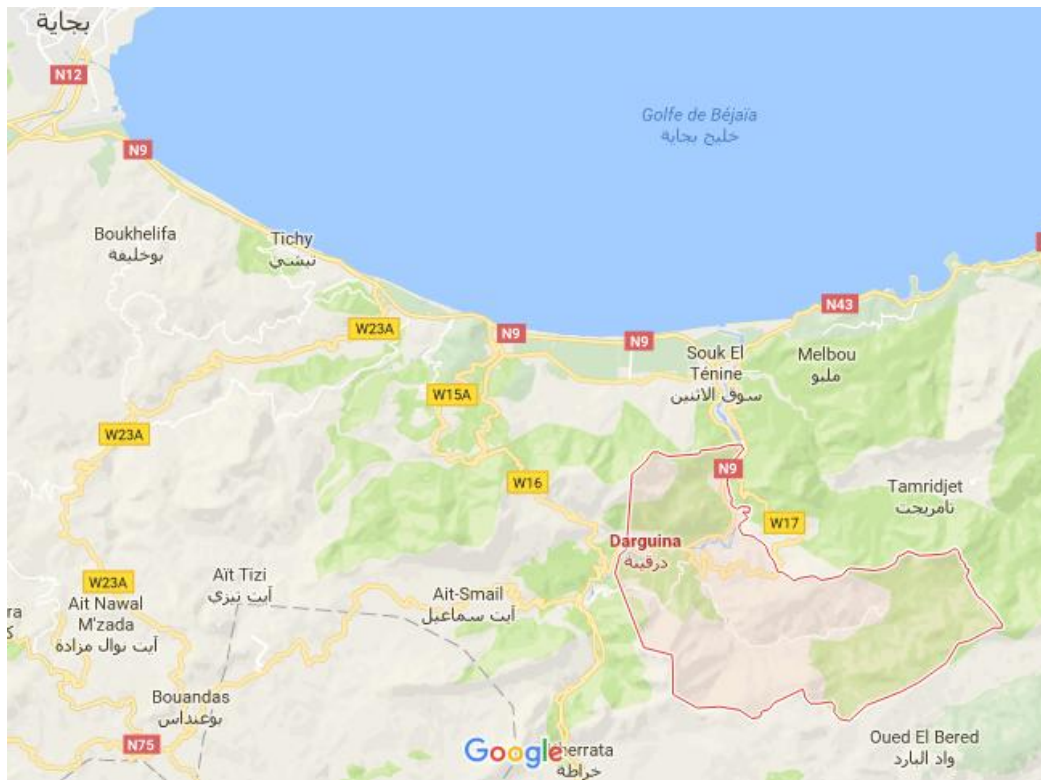 بجاية
N12
Golfe de Béjaïa
خليج بجاية
N9
Boukhelifa
بوخليفة
Tichy
تيشي
N43
W23A
N9
N9
Souk El
Ténine
سوق الاثنين
Melbou
ملبو
W15A
W23A
N9
W16
Tamridjet
تامريجت
W17
Darguina
درقينة
W23A
Aït Tizi
آيت تيزي
Ait-Smail
آيت سماعيل
Ait Nawal
M'zada
آيت نوال مزادة
Bouandas
بوعنداس
N75
Google
خراطة
Oued El Bered
واد البارد